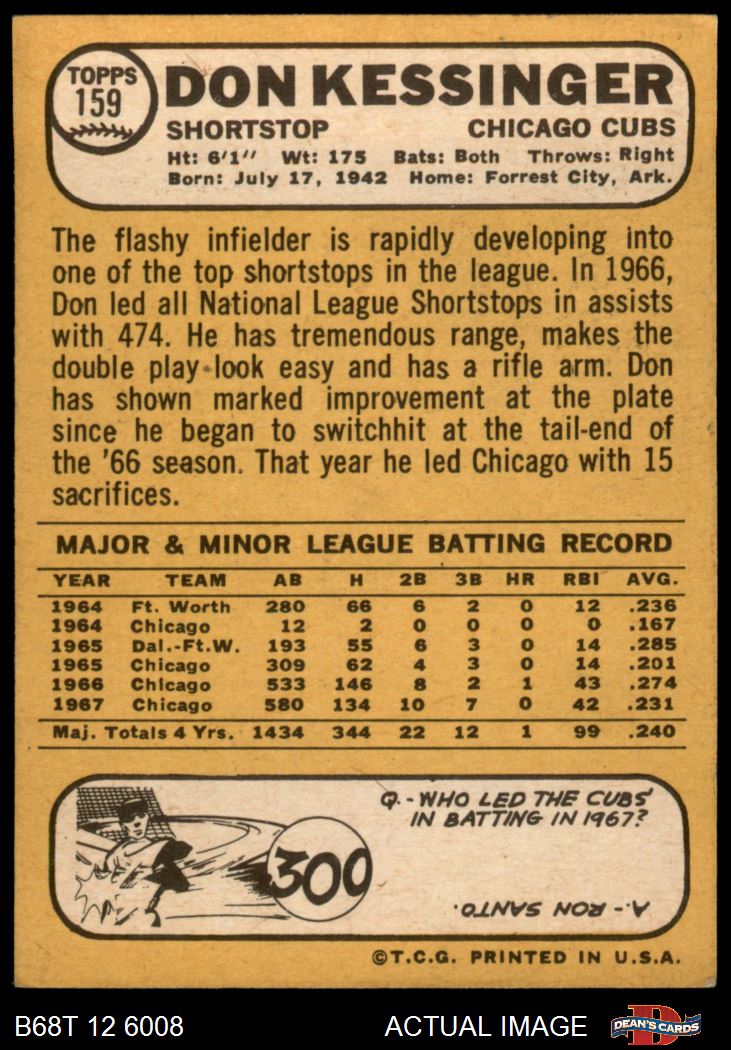 TOPPS
159
DON KESSINGER
SHORTSTOP CHICAGO CUBS
Ht: 6'1" Wt: 175 Bats: Both Throws: Right
Born: July 17, 1942 Home: Forrest City, Ark.
The flashy infielder is rapidly developing into
one of the top shortstops in the league. In 1966,
Don led all National League Shortstops in assists
with 474. He has tremendous range, makes the
double play look easy and has a rifle arm. Don
has shown marked improvement at the plate
since he began to switchhit at the tail-end of
the '66 season. That year he led Chicago with 15
sacrifices.
MAJOR & MINOR LEAGUE BATTING RECORD
YEAR TEAM AB H 2B 3B HR RBI AVG.
1964 Ft. Worth 280 66 6 2 0 12 .236
1964 Chicago 12 2 0 0 0 0 .167
1965 Dal.-Ft.W. 193 55 6 3 0 14 .285
1965 Chicago 309 62 4 3 0 14 .201
1966 Chicago 533 146 8 2 1 43 .274
1967 Chicago 580 134 10 7 0 42 .231
Maj. Totals 4 Yrs. 1434 344 22 12 1 99 .240
300
Q.-WHO LED THE CUBS'
IN BATTING IN 1967?
A.-RON SANTO.
©T.C.G. PRINTED IN U.S.A.
B68T 12 6008 ACTUAL IMAGE
D
DEAN'S CARDS